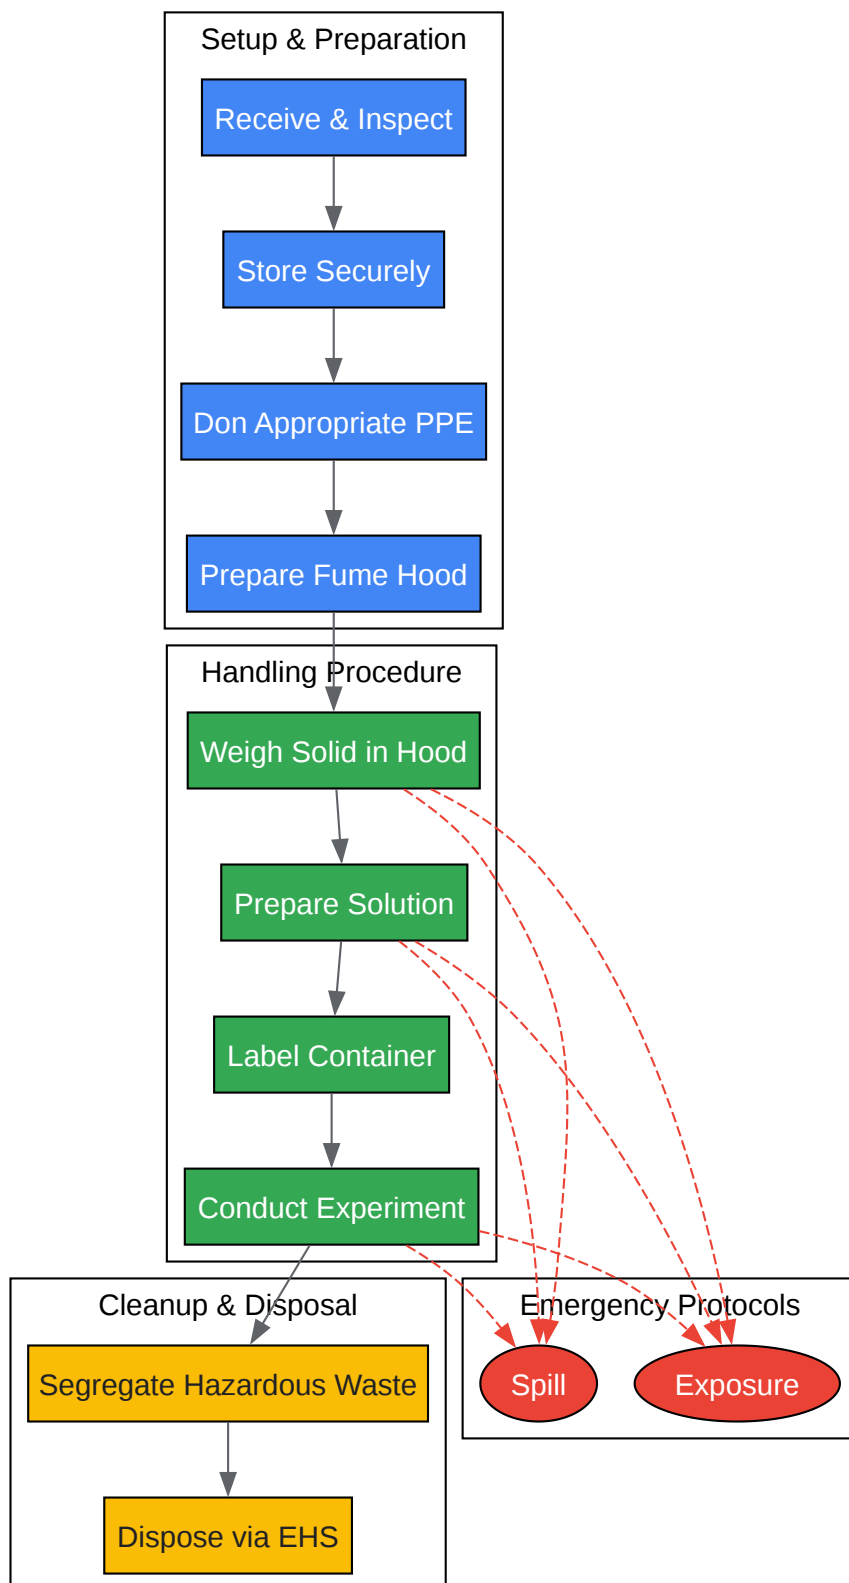 Setup & Preparation
Receive & Inspect
Store Securely
Don Appropriate PPE
Prepare Fume Hood
Handling Procedure
Weigh Solid in Hood
Prepare Solution
Label Container
Conduct Experiment
Cleanup & Disposal
Segregate Hazardous Waste
Dispose via EHS
Emergency Protocols
Spill
Exposure